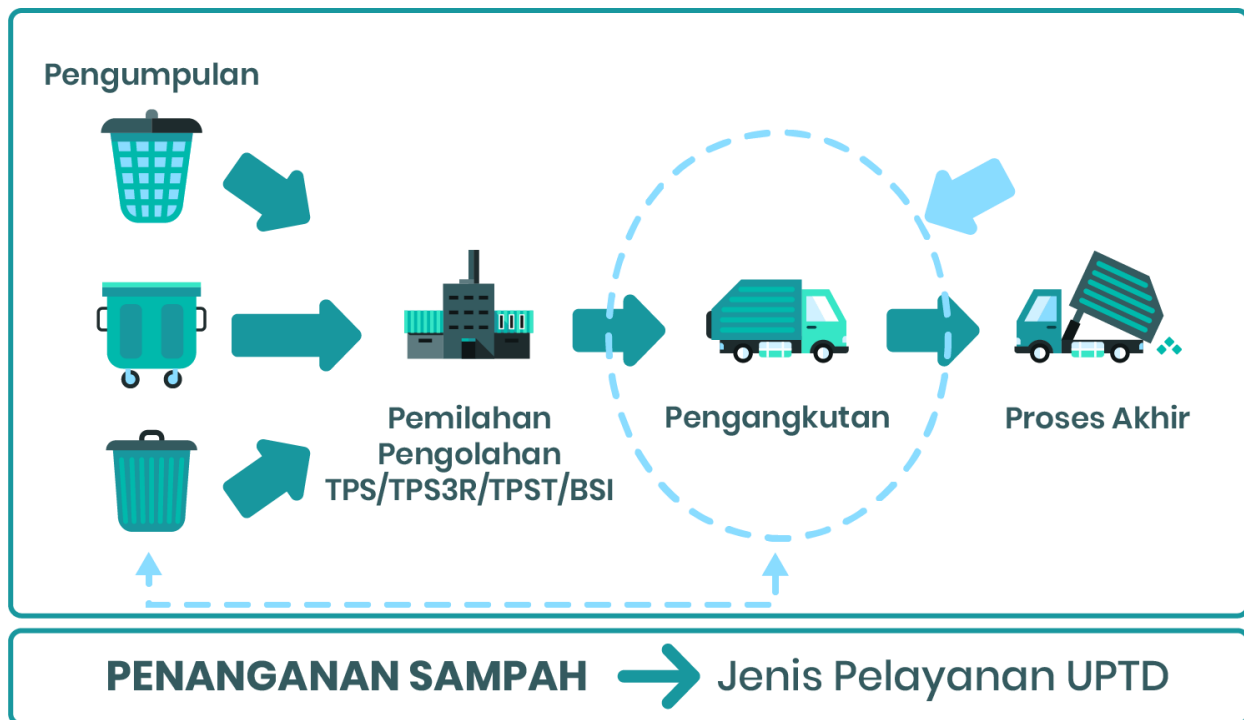 Pengumpulan
Pemilahan
Pengolahan
TPS/TPS3R/TPST/BSI
Pengangkutan
Proses Akhir
PENANGANAN SAMPAH
Jenis Pelayanan UPTD